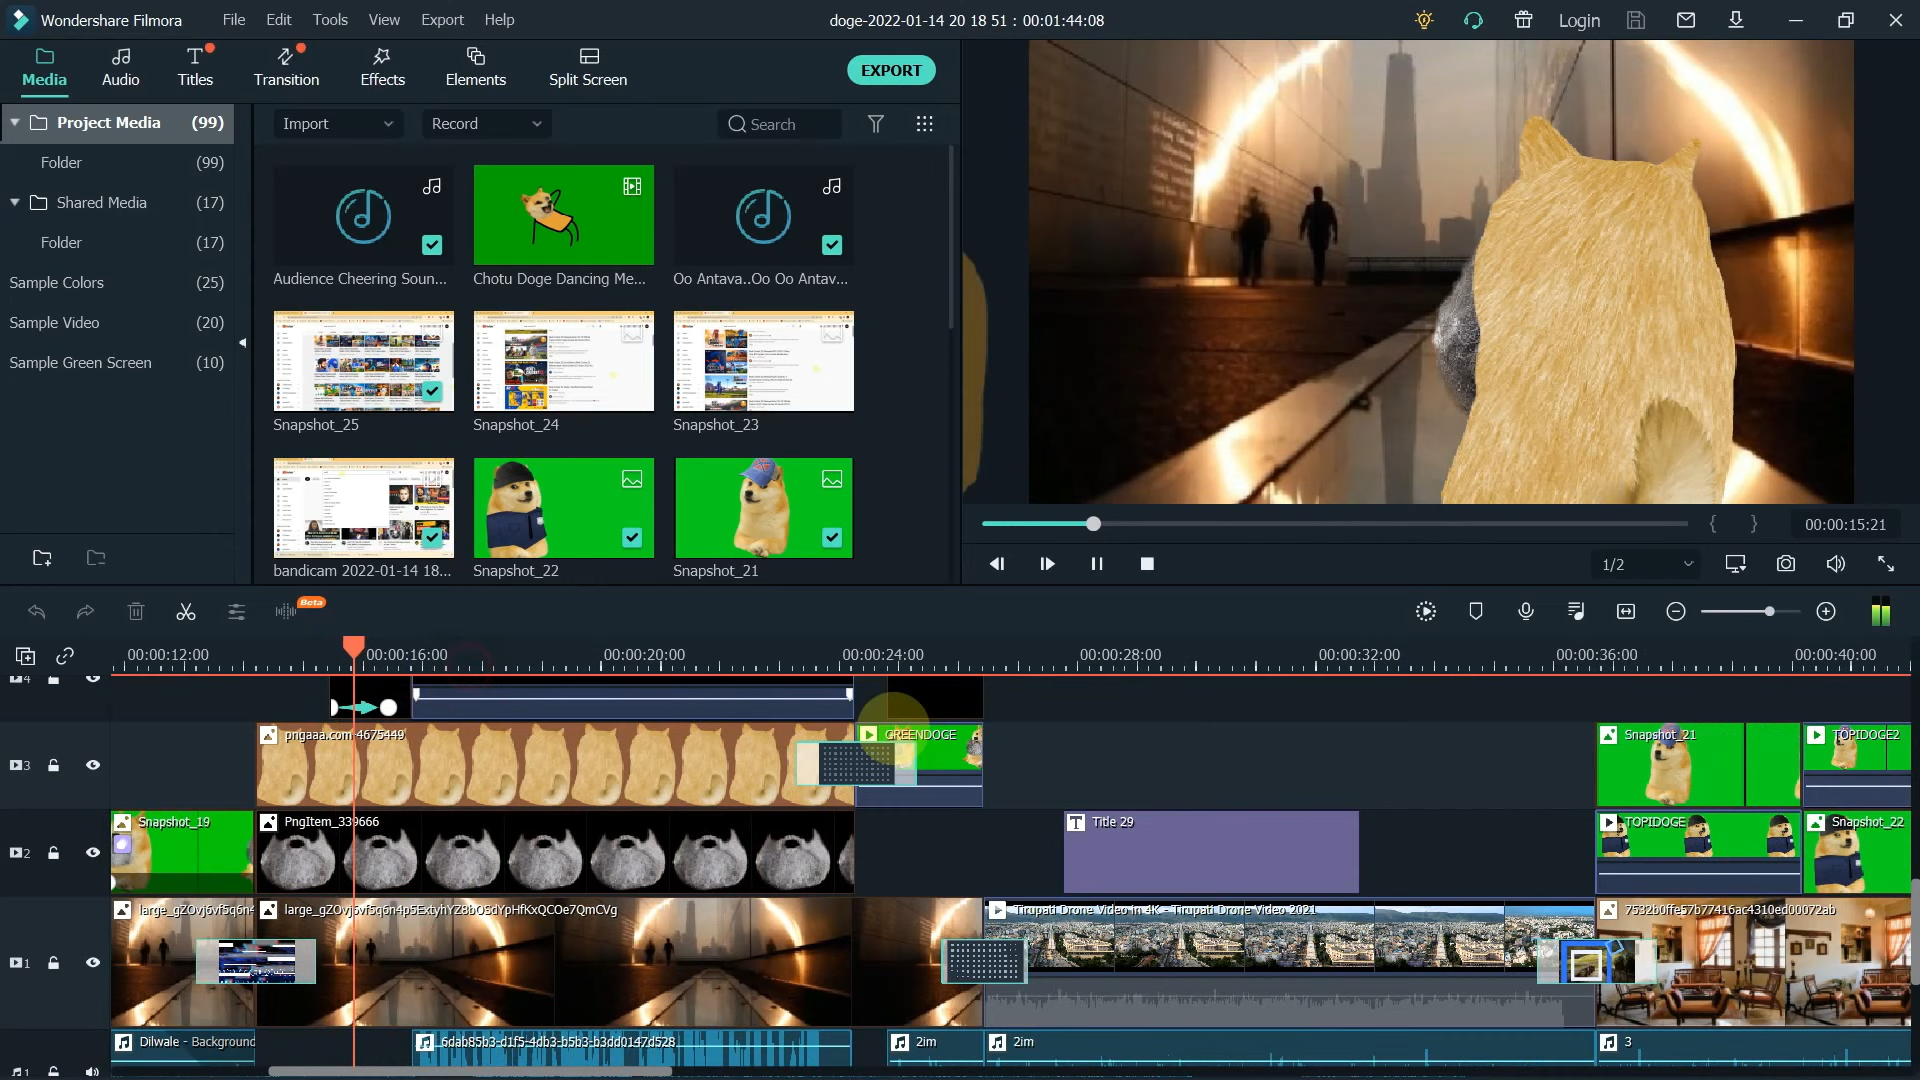 Wondershare Filmora
File Edit Tools View Export Help
doge-2022-01-14 20 18 51 : 00:01:44:08
Login
Media Audio Titles Transition Effects Elements Split Screen
EXPORT
Project Media (99)
Folder (99)
Shared Media (17)
Folder (17)
Sample Colors (25)
Sample Video (20)
Sample Green Screen (10)
Import Record Search
Audience Cheering Soun... Chotu Doge Dancing Me... Oo Antava..Oo Oo Antav...
Snapshot_25 Snapshot_24 Snapshot_23
bandicam 2022-01-14 18... Snapshot_22 Snapshot_21
{ } 00:00:15:21
1/2
Beta
00:00:12:00 00:00:16:00 00:00:20:00 00:00:24:00 00:00:28:00 00:00:32:00 00:00:36:00 00:00:40:00
4
3 pngaaa.com-4675449 GREENDOGE Snapshot_21 TOPIDOGE2
2 Snapshot_19 PngItem_339666 Title 29 TOPIDOGE Snapshot_22
1 large_gZOvj6vf5q6n4 large_gZOvj6vf5q6n4p5ExtyhYZ8bOSdYpHfKxQCOe7QmCVg Tirupati Drone Video in 4K - Tirupati Drone Video 2021 7532b0ffe57b77416ac4310ed00072ab
1 Dilwale - Background 6dab85b3-d1f5-4db3-b5b3-b3dd0147d528 2im 2im 3